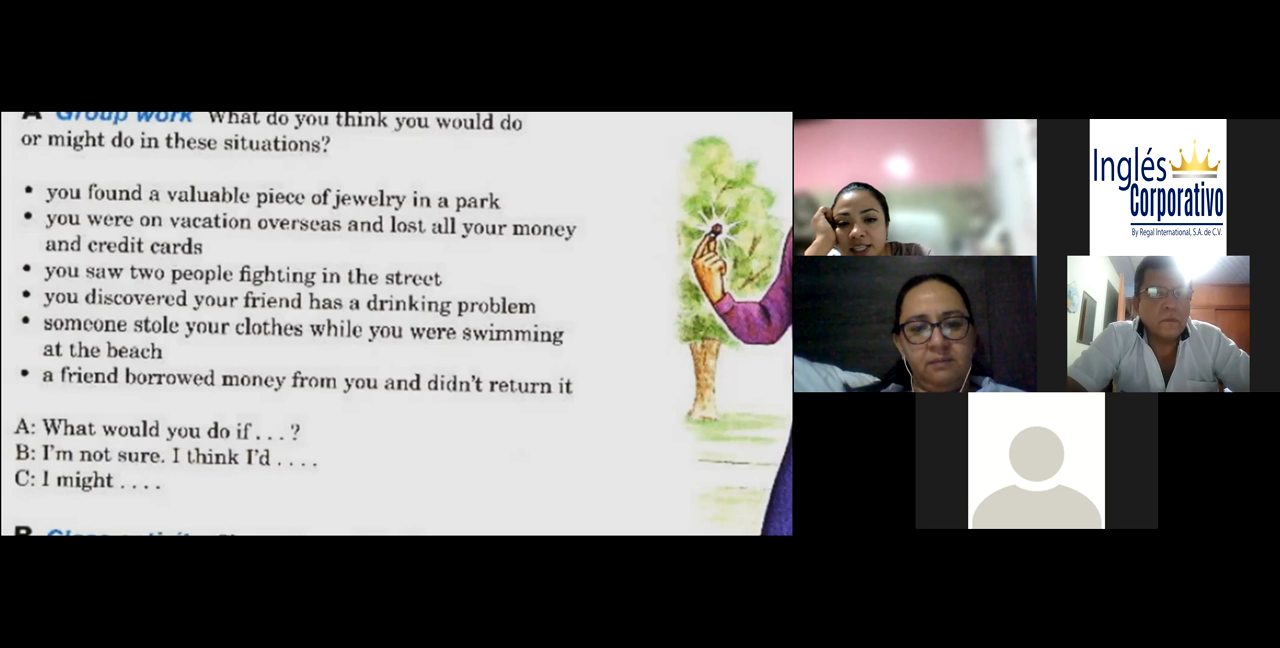 A Group work What do you think you would do
or might do in these situations?
• you found a valuable piece of jewelry in a park
• you were on vacation overseas and lost all your money
and credit cards
• you saw two people fighting in the street
• you discovered your friend has a drinking problem
• someone stole your clothes while you were swimming
at the beach
• a friend borrowed money from you and didn't return it
A: What would you do if . . . ?
B: I'm not sure. I think I'd . . . .
C: I might . . . .
B Class activity
Inglés
Corporativo
By Regal International, S.A. de C.V.